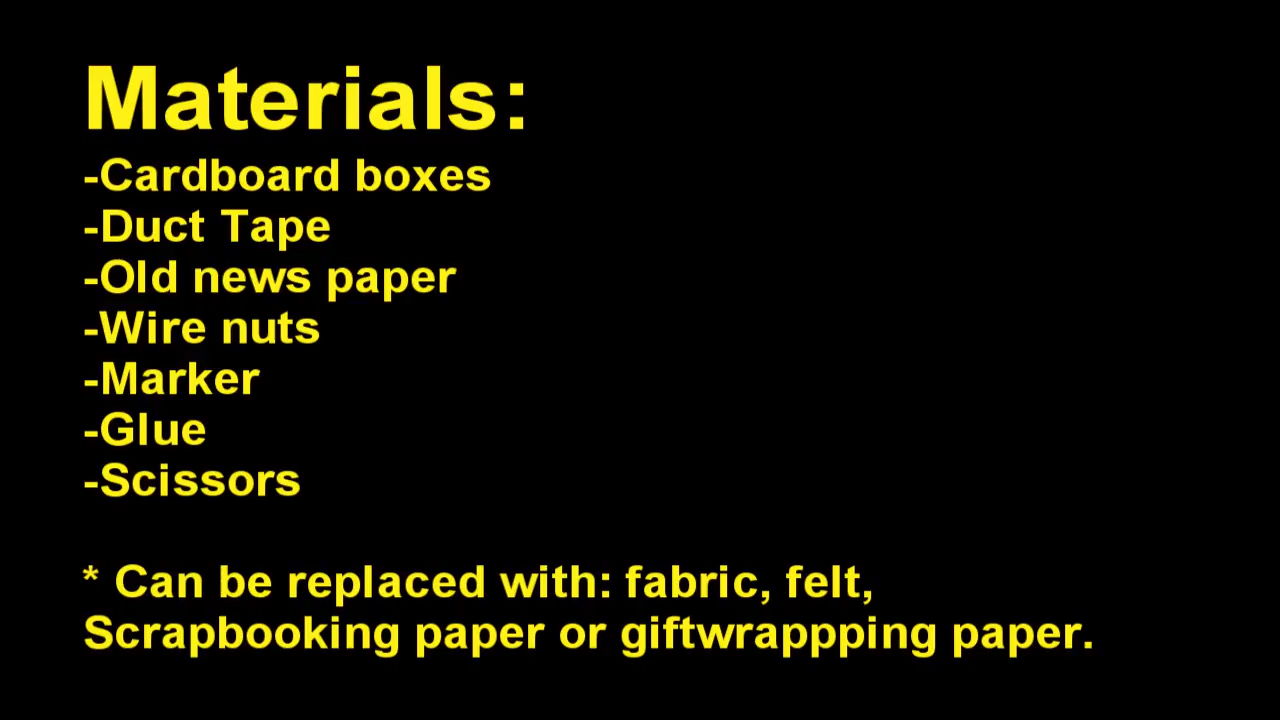 Materials:
-Cardboard boxes
-Duct Tape
-Old news paper
-Wire nuts
-Marker
-Glue
-Scissors
* Can be replaced with: fabric, felt,
Scrapbooking paper or giftwrappping paper.